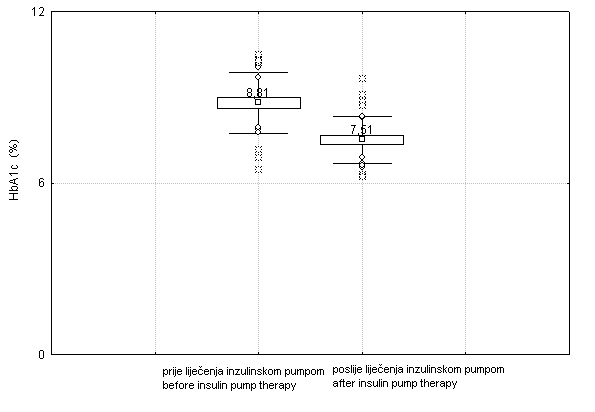 12
8,81
7,51
HbA1c (%)
6
0
prije liječenja inzulinskom pumpom
before insulin pump therapy
poslije liječenja inzulinskom pumpom
after insulin pump therapy